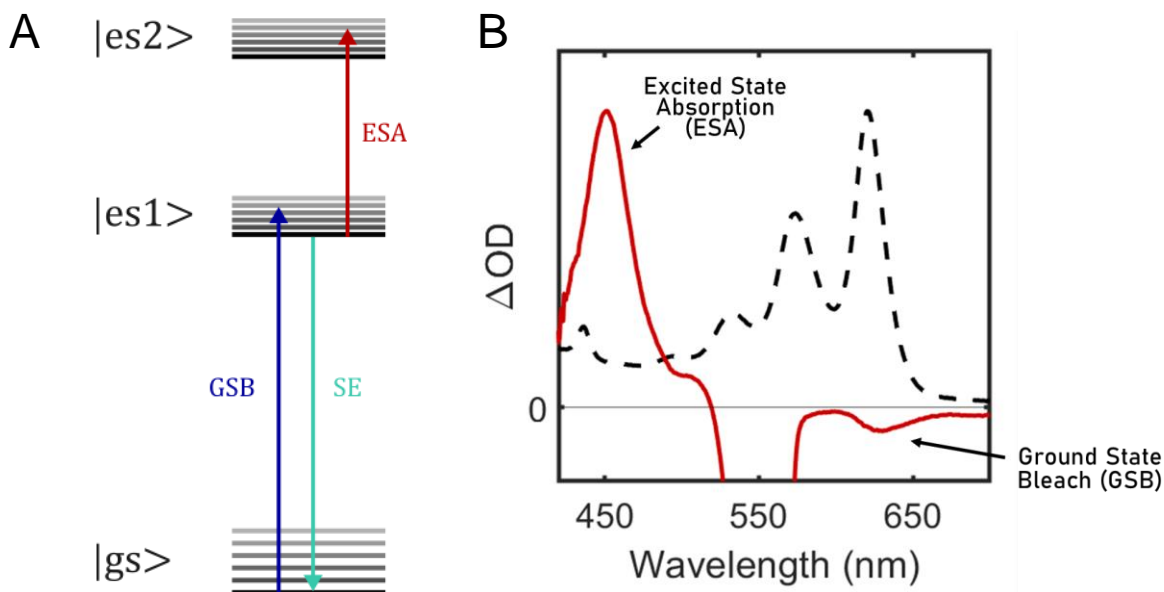 A
|es2>
ESA
|es1>
GSB
SE
|gs>
B
Excited State
Absorption
(ESA)
ΔOD
0
Ground State
Bleach (GSB)
450
550
650
Wavelength (nm)